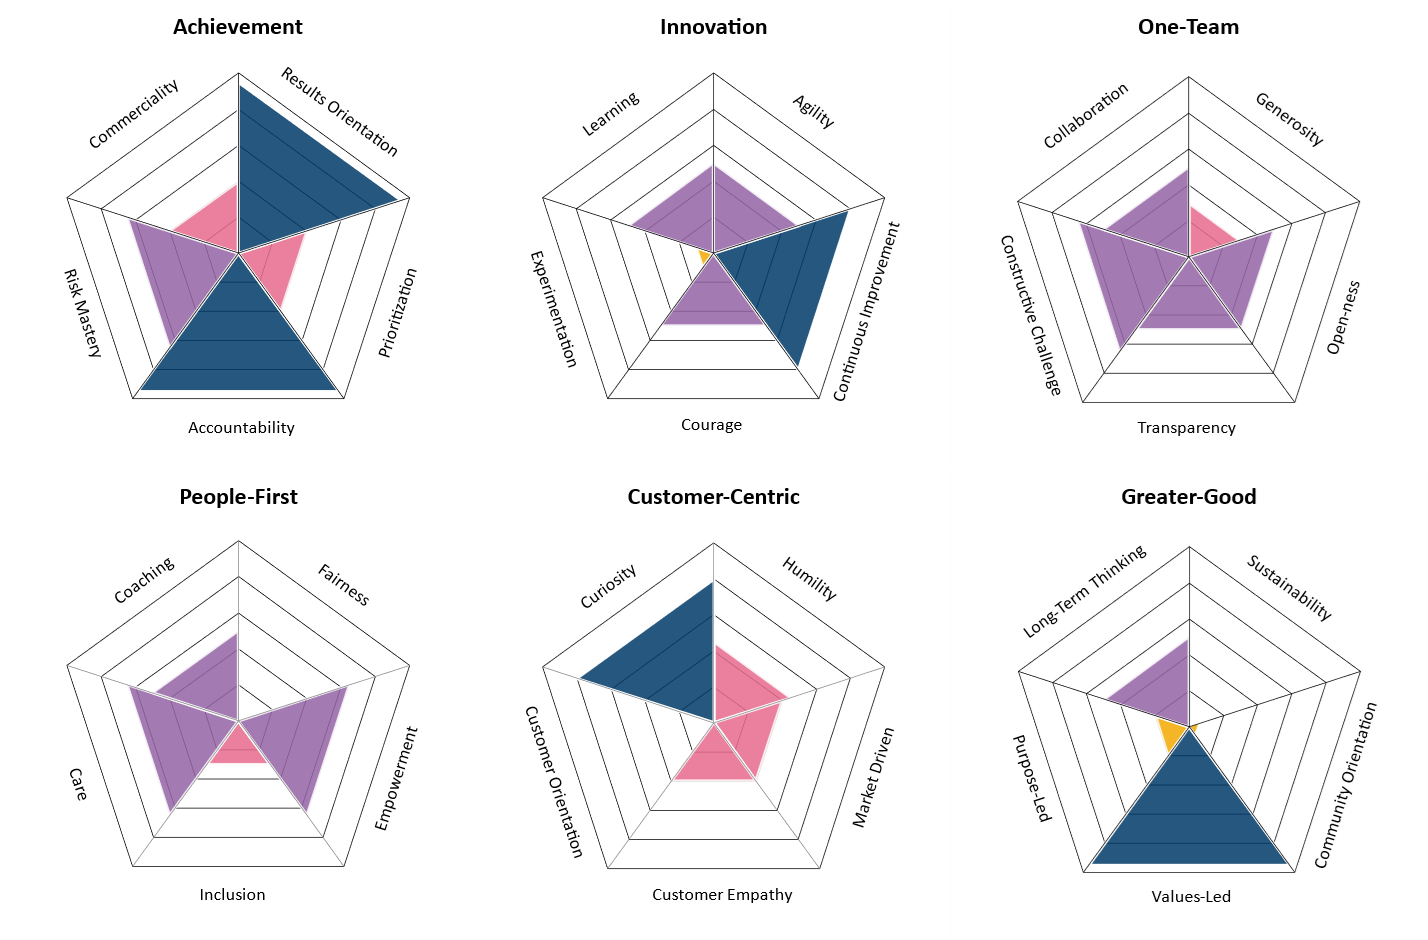 Achievement
Commerciality
Results Orientation
Risk Mastery
Prioritization
Accountability
Innovation
Learning
Agility
Experimentation
Continuous Improvement
Courage
One-Team
Collaboration
Generosity
Constructive Challenge
Open-ness
Transparency
People-First
Coaching
Fairness
Care
Empowerment
Inclusion
Customer-Centric
Curiosity
Humility
Customer Orientation
Market Driven
Customer Empathy
Greater-Good
Long-Term Thinking
Sustainability
Purpose-Led
Community Orientation
Values-Led